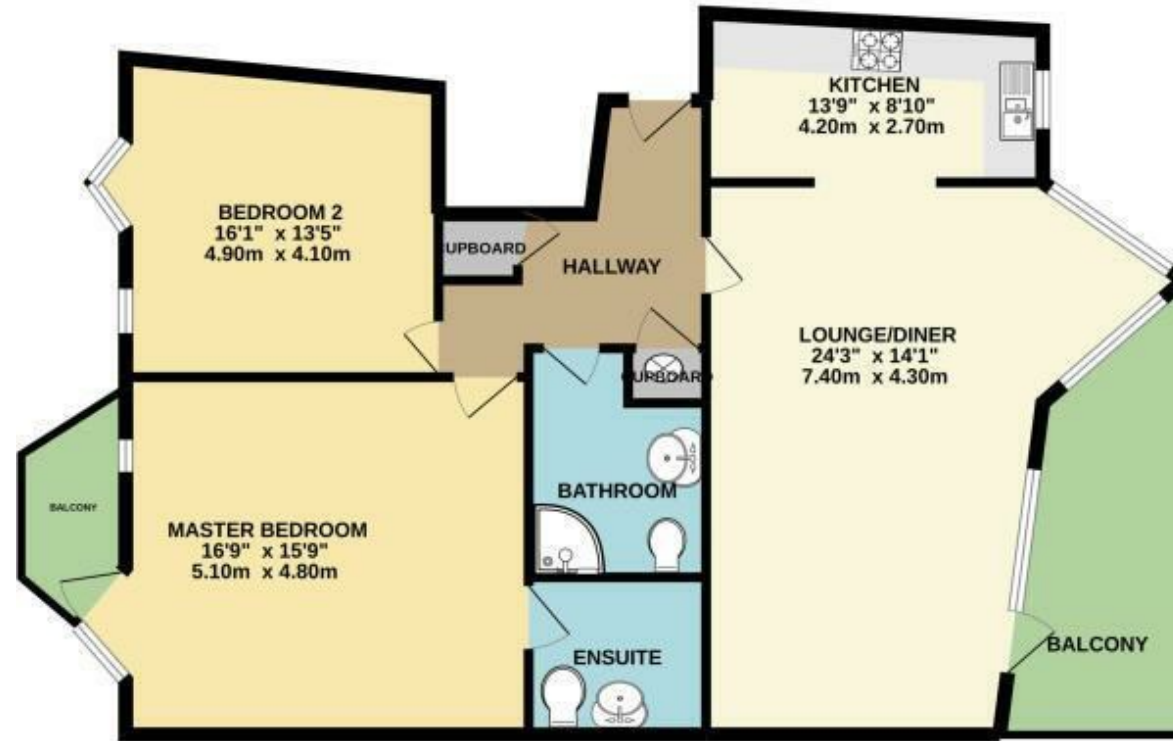 KITCHEN
13'9" x 8'10"
4.20m x 2.70m
BEDROOM 2
16'1" x 13'5"
4.90m x 4.10m
CUPBOARD
HALLWAY
LOUNGE/DINER
24'3" x 14'1"
7.40m x 4.30m
CUPBOARD
BALCONY
BATHROOM
MASTER BEDROOM
16'9" x 15'9"
5.10m x 4.80m
ENSUITE
BALCONY